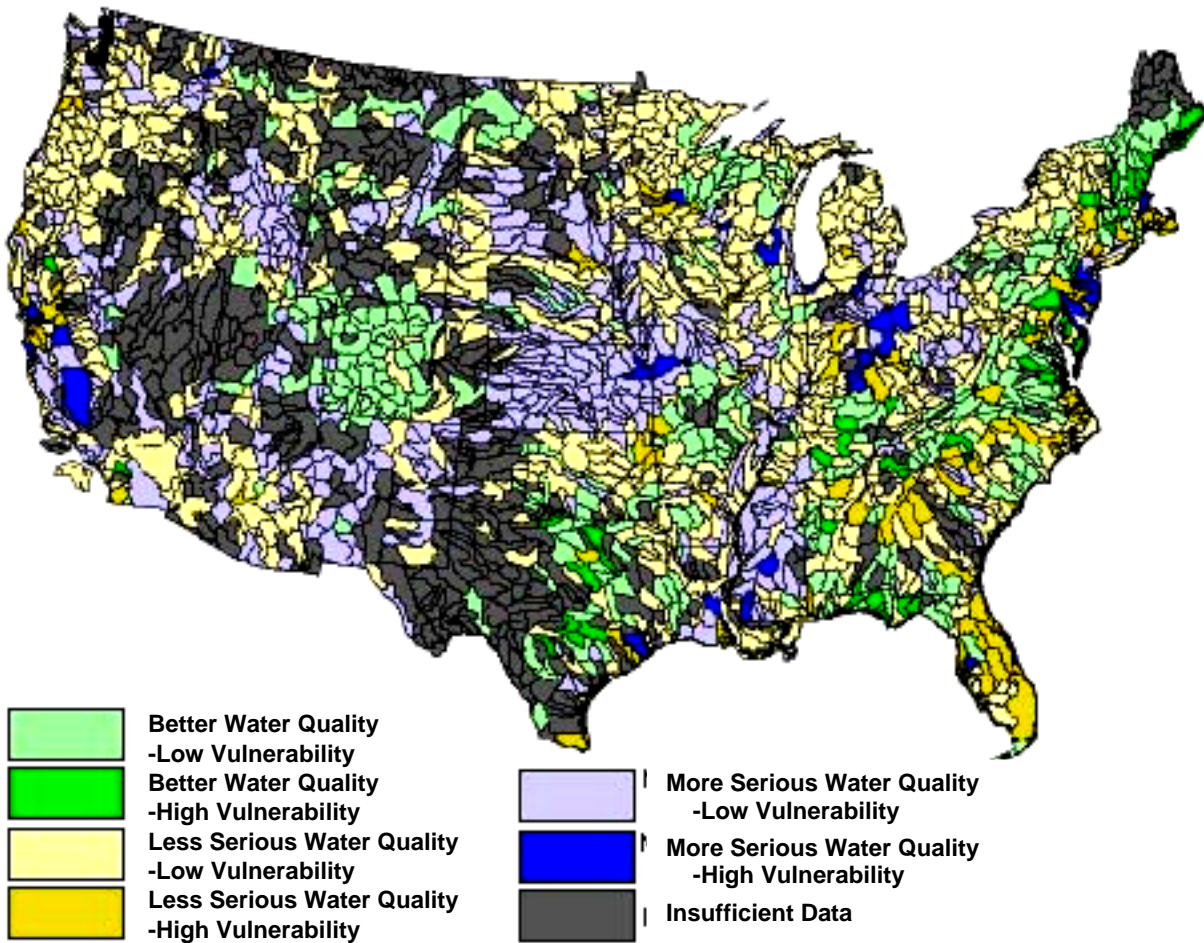 Better Water Quality
-Low Vulnerability
Better Water Quality
-High Vulnerability
Less Serious Water Quality
-Low Vulnerability
Less Serious Water Quality
-High Vulnerability
More Serious Water Quality
-Low Vulnerability
More Serious Water Quality
-High Vulnerability
Insufficient Data